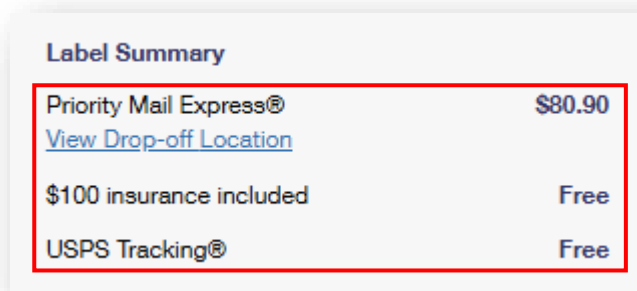 Label Summary
Priority Mail Express® $80.90
View Drop-off Location
$100 insurance included Free
USPS Tracking® Free